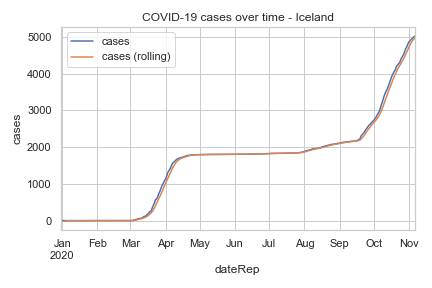 COVID-19 cases over time - Iceland
cases
cases (rolling)
5000
4000
3000
2000
1000
0
cases
Jan Feb Mar Apr May Jun Jul Aug Sep Oct Nov
2020
dateRep